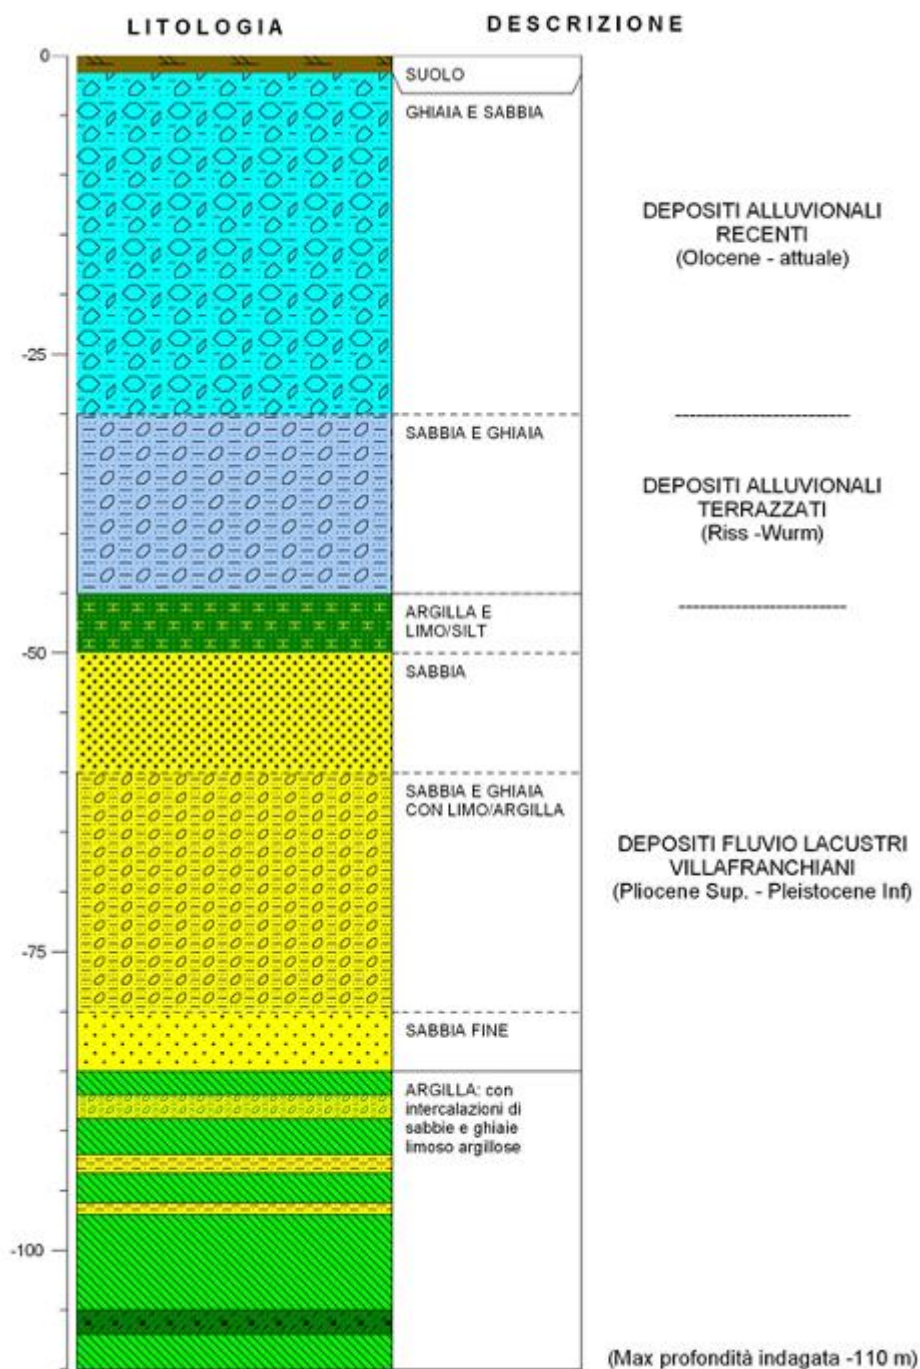 LITOLOGIA
DESCRIZIONE
0
SUOLO
GHIAIA E SABBIA
DEPOSITI ALLUVIONALI
RECENTI
(Olocene - attuale)
-25
SABBIA E GHIAIA
DEPOSITI ALLUVIONALI
TERRAZZATI
(Riss -Wurm)
ARGILLA E
LIMO/SILT
-50
SABBIA
SABBIA E GHIAIA
CON LIMO/ARGILLA
DEPOSITI FLUVIO LACUSTRI
VILLAFRANCHIANI
(Pliocene Sup. - Pleistocene Inf)
-75
SABBIA FINE
ARGILLA: con
intercalazioni di
sabbie e ghiaie
limoso argillose
-100
(Max profondità indagata -110 m)